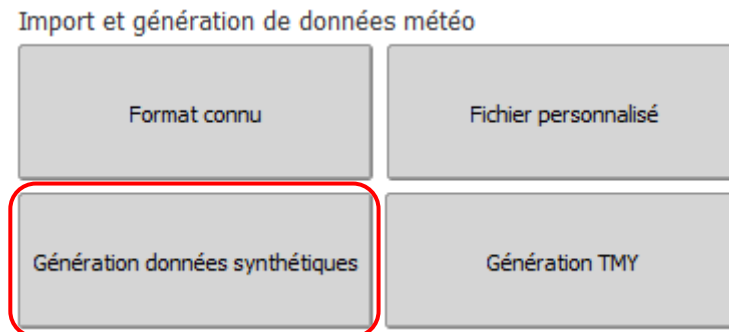 Import et génération de données météo
Format connu
Fichier personnalisé
Génération données synthétiques
Génération TMY